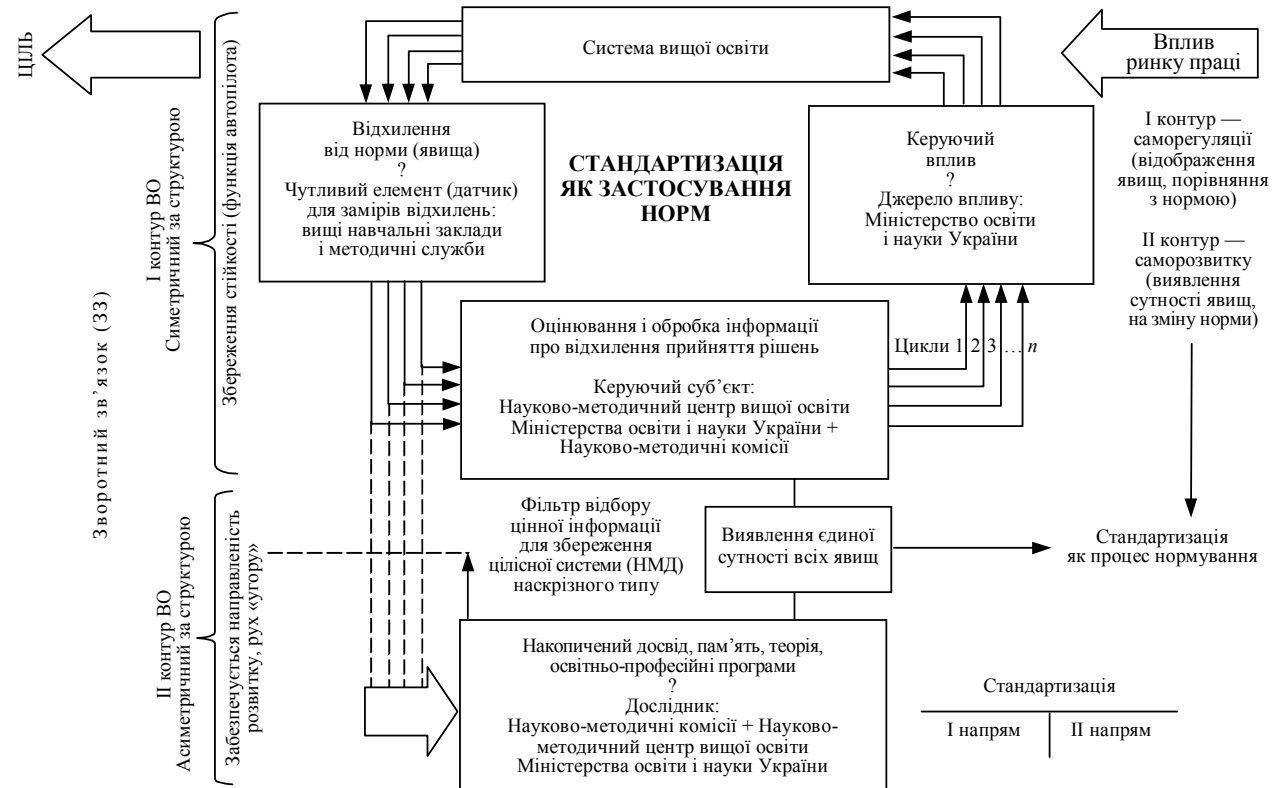 ЦІЛЬ
Система вищої освіти
Вплив
ринку праці
Зворотний зв’язок (ЗЗ)
І контур ВО
Симетричний за структурою
Збереження стійкості (функція автопілота)
Відхилення
від норми (явища)
?
Чутливий елемент (датчик)
для замірів відхилень:
вищі навчальні заклади
і методичні служби
СТАНДАРТИЗАЦІЯ
ЯК ЗАСТОСУВАННЯ
НОРМ
Керуючий
вплив
?
Джерело впливу:
Міністерство освіти
і науки України
І контур —
саморегуляції
(відображення
явищ, порівняння
з нормою)
ІІ контур —
саморозвитку
(виявлення
сутності явищ,
на зміну норми)
Оцінювання і обробка інформації
про відхилення прийняття рішень
Керуючий суб’єкт:
Науково-методичний центр вищої освіти
Міністерства освіти і науки України +
Науково-методичні комісії
Цикли 1 2 3 … n
ІІ контур ВО
Асиметричний за структурою
Забезпечується направленість
розвитку, рух «угору»
Фільтр відбору
цінної інформації
для збереження
цілісної системи (НМД)
наскрізного типу
Виявлення єдиної
сутності всіх явищ
Стандартизація
як процес нормування
Накопичений досвід, пам’ять, теорія,
освітньо-професійні програми
?
Дослідник:
Науково-методичні комісії + Науково-
методичний центр вищої освіти
Міністерства освіти і науки України
Стандартизація
І напрям ІІ напрям